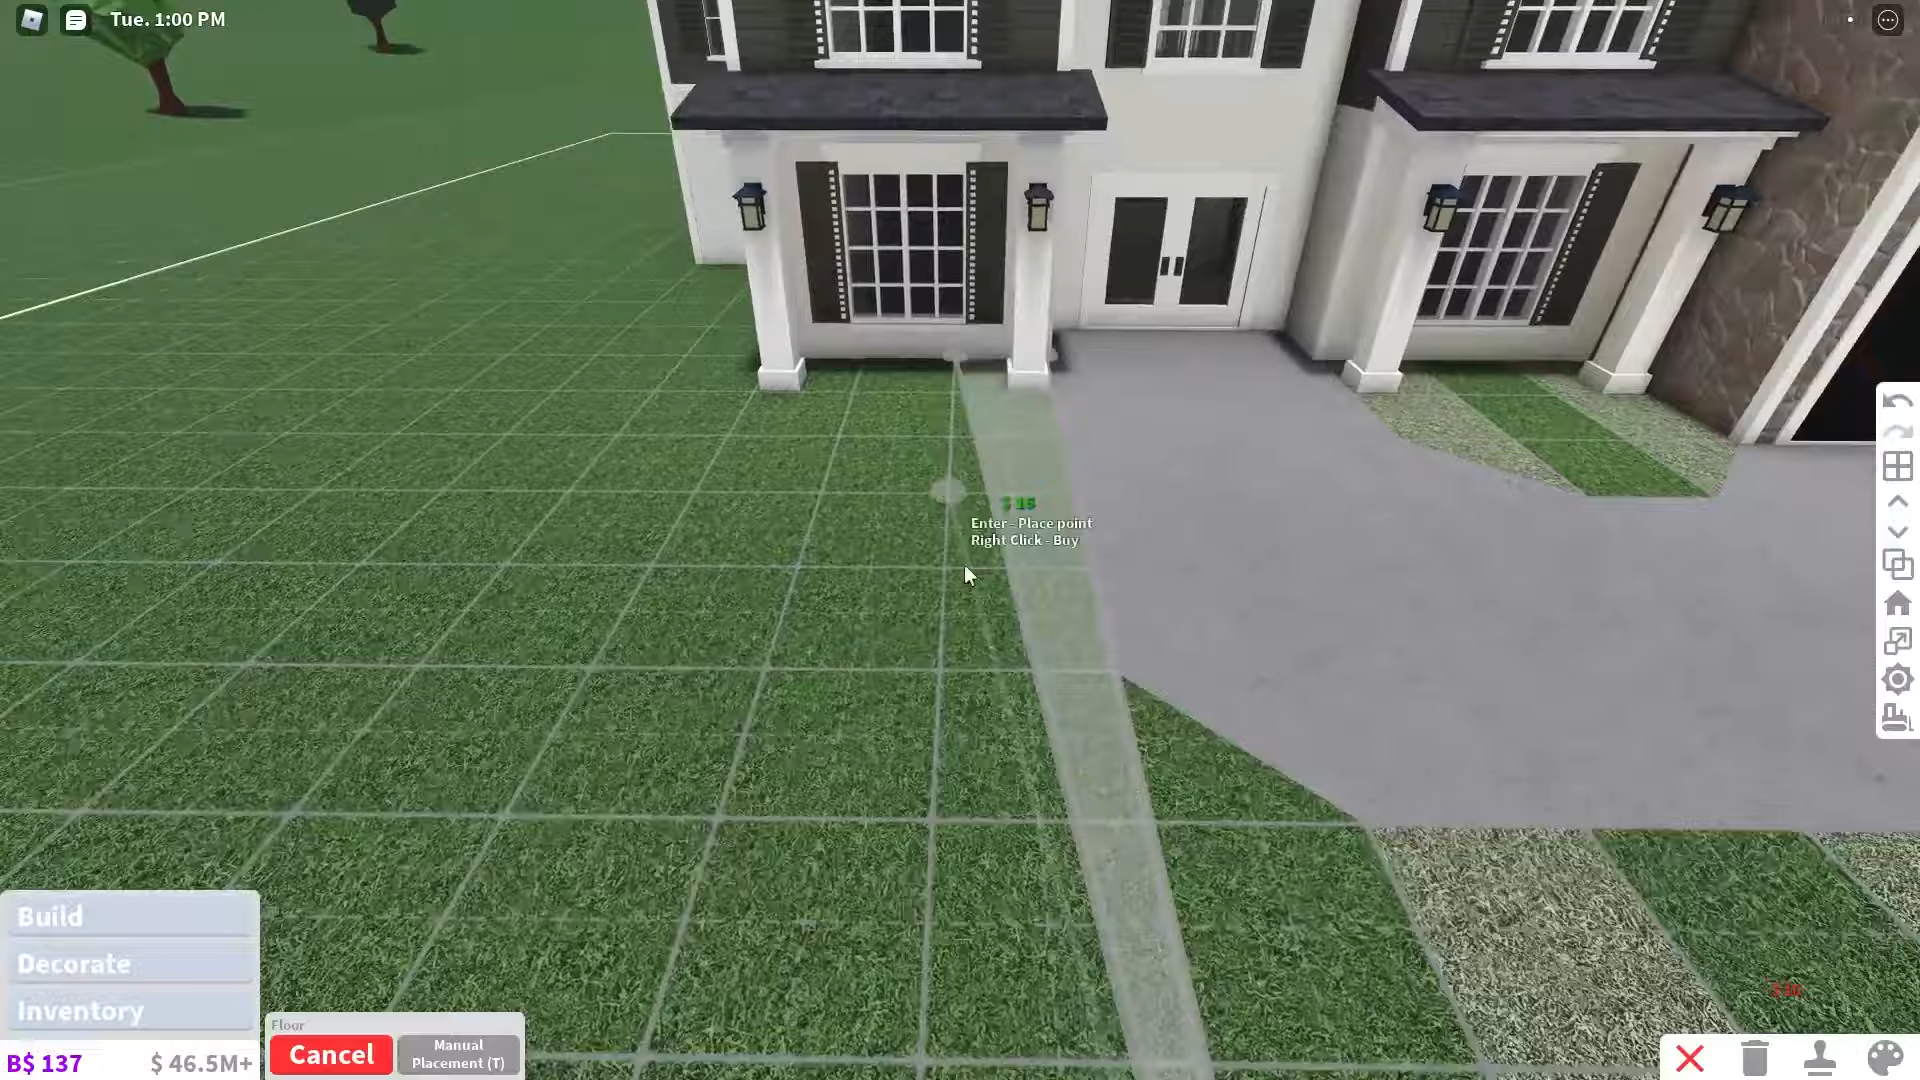 Tue. 1:00 PM
$ 16
Enter - Place point
Right Click - Buy
Build
Decorate
Inventory
B$ 137
$ 46.5M+
Floor
Cancel
Manual
Placement (T)